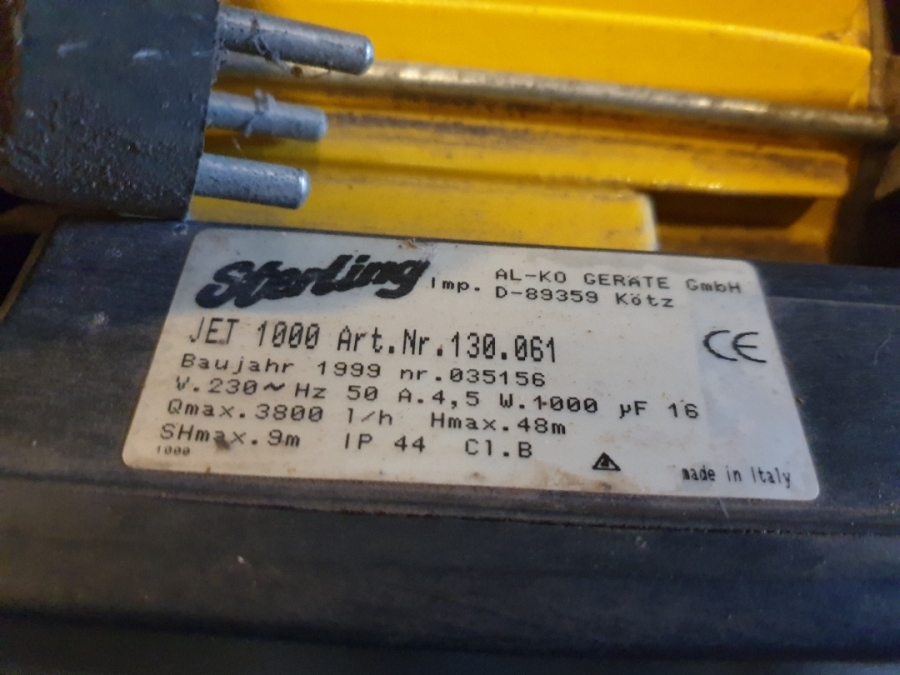 Sterling
Imp. AL-KO GERÄTE GmbH
D-89359 Kötz
JET 1000 Art.Nr.130.061
CE
Baujahr 1999 nr.035156
V.230~ Hz 50 A.4,5 W.1000 µF 16
Qmax.3800 l/h Hmax.48m
SHmax.9m IP 44 Cl.B
1000
made in Italy